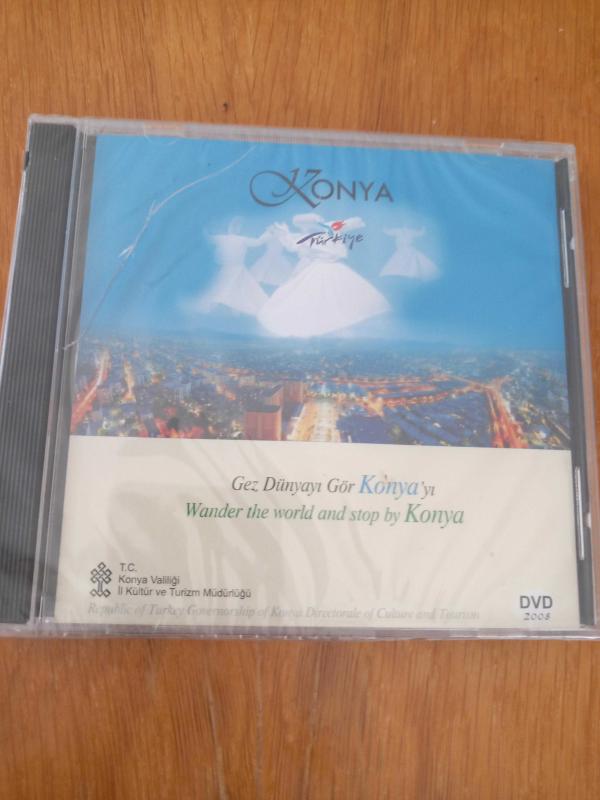 KONYA
Türkiye
Gez Dünyayı Gör Konya'yı
Wander the world and stop by Konya
T.C.
Konya Valiliği
İl Kültür ve Turizm Müdürlüğü
Republic of Turkey Governorship of Konya Directorale of Culture and Tourism
DVD
2008